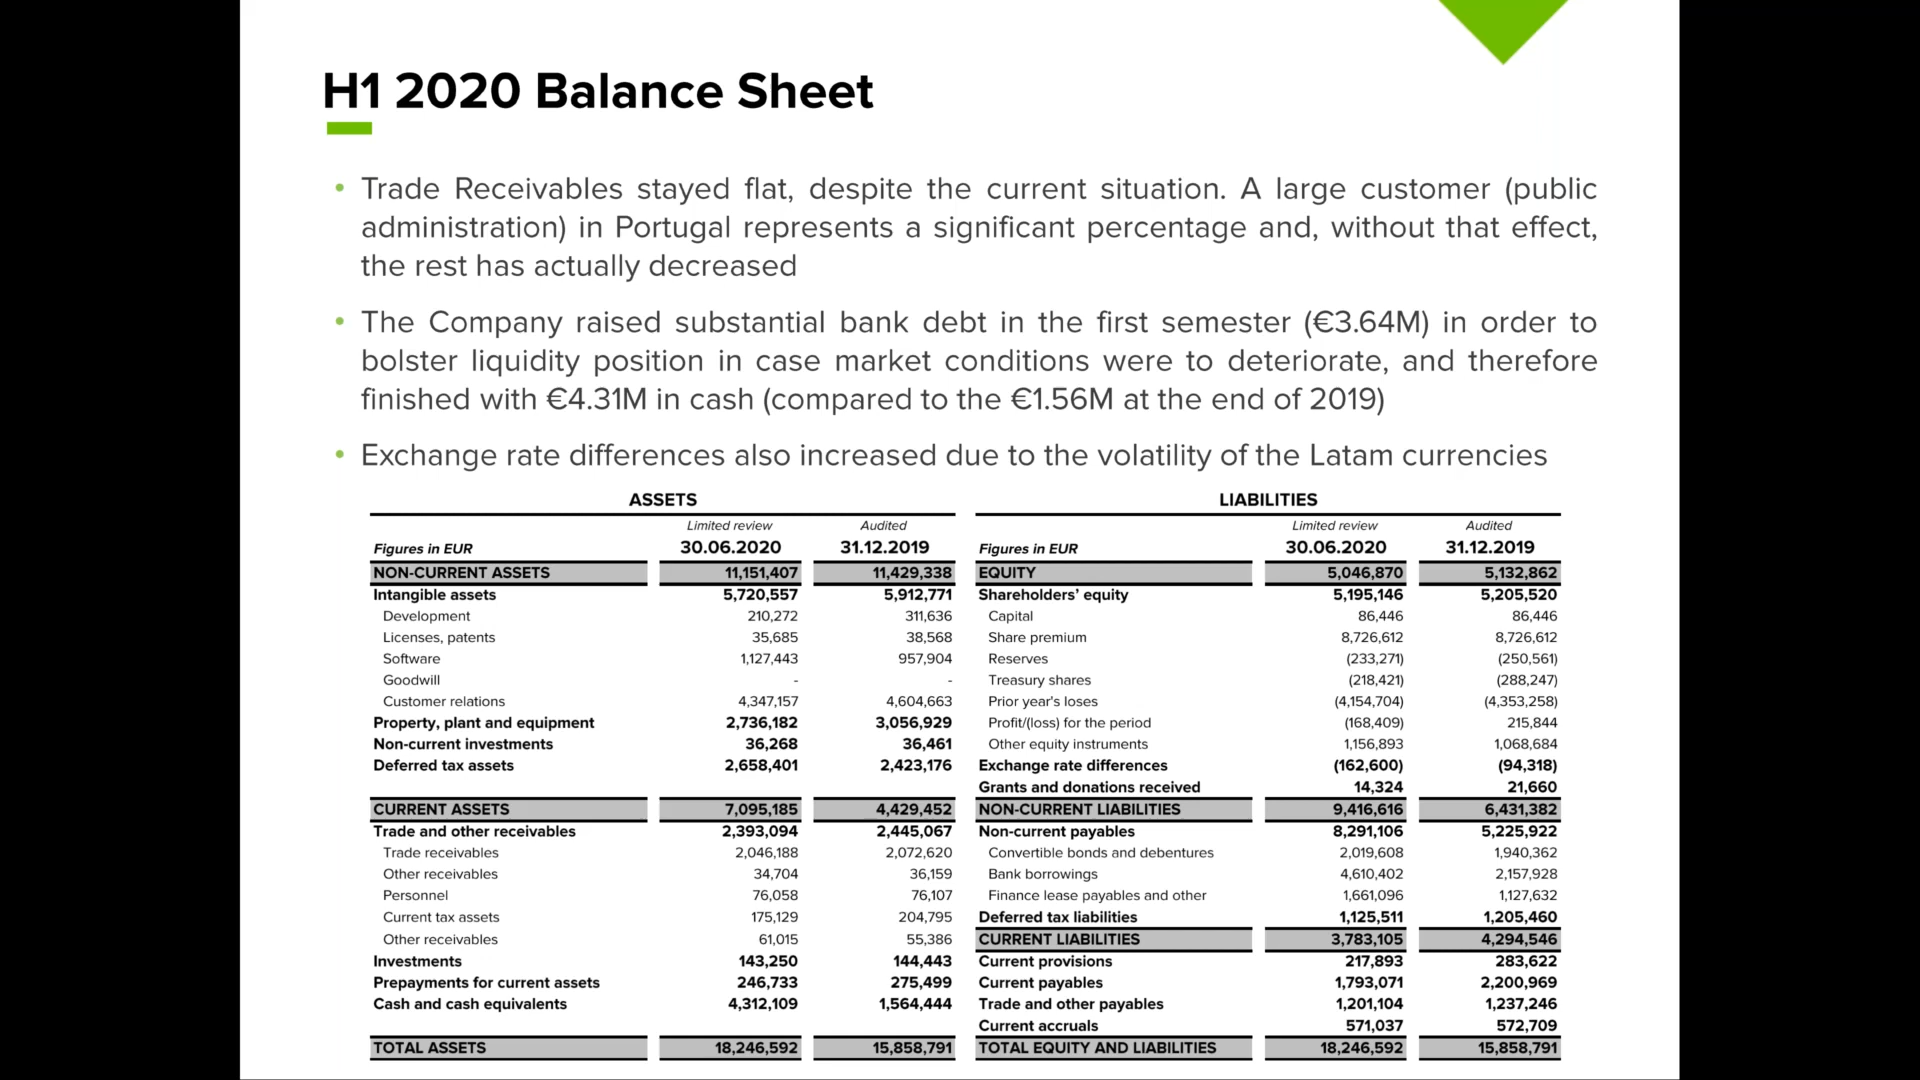 H1 2020 Balance Sheet
• Trade Receivables stayed flat, despite the current situation. A large customer (public
administration) in Portugal represents a significant percentage and, without that effect,
the rest has actually decreased
• The Company raised substantial bank debt in the first semester (€3.64M) in order to
bolster liquidity position in case market conditions were to deteriorate, and therefore
finished with €4.31M in cash (compared to the €1.56M at the end of 2019)
• Exchange rate differences also increased due to the volatility of the Latam currencies
ASSETS
Limited review Audited
Figures in EUR 30.06.2020 31.12.2019
NON-CURRENT ASSETS 11,151,407 11,429,338
Intangible assets 5,720,557 5,912,771
Development 210,272 311,636
Licenses, patents 35,685 38,568
Software 1,127,443 957,904
Goodwill - -
Customer relations 4,347,157 4,604,663
Property, plant and equipment 2,736,182 3,056,929
Non-current investments 36,268 36,461
Deferred tax assets 2,658,401 2,423,176
CURRENT ASSETS 7,095,185 4,429,452
Trade and other receivables 2,393,094 2,445,067
Trade receivables 2,046,188 2,072,620
Other receivables 34,704 36,159
Personnel 76,058 76,107
Current tax assets 175,129 204,795
Other receivables 61,015 55,386
Investments 143,250 144,443
Prepayments for current assets 246,733 275,499
Cash and cash equivalents 4,312,109 1,564,444
TOTAL ASSETS 18,246,592 15,858,791
LIABILITIES
Limited review Audited
Figures in EUR 30.06.2020 31.12.2019
EQUITY 5,046,870 5,132,862
Shareholders' equity 5,195,146 5,205,520
Capital 86,446 86,446
Share premium 8,726,612 8,726,612
Reserves (233,271) (250,561)
Treasury shares (218,421) (288,247)
Prior year's loses (4,154,704) (4,353,258)
Profit/(loss) for the period (168,409) 215,844
Other equity instruments 1,156,893 1,068,684
Exchange rate differences (162,600) (94,318)
Grants and donations received 14,324 21,660
NON-CURRENT LIABILITIES 9,416,616 6,431,382
Non-current payables 8,291,106 5,225,922
Convertible bonds and debentures 2,019,608 1,940,362
Bank borrowings 4,610,402 2,157,928
Finance lease payables and other 1,661,096 1,127,632
Deferred tax liabilities 1,125,511 1,205,460
CURRENT LIABILITIES 3,783,105 4,294,546
Current provisions 217,893 283,622
Current payables 1,793,071 2,200,969
Trade and other payables 1,201,104 1,237,246
Current accruals 571,037 572,709
TOTAL EQUITY AND LIABILITIES 18,246,592 15,858,791